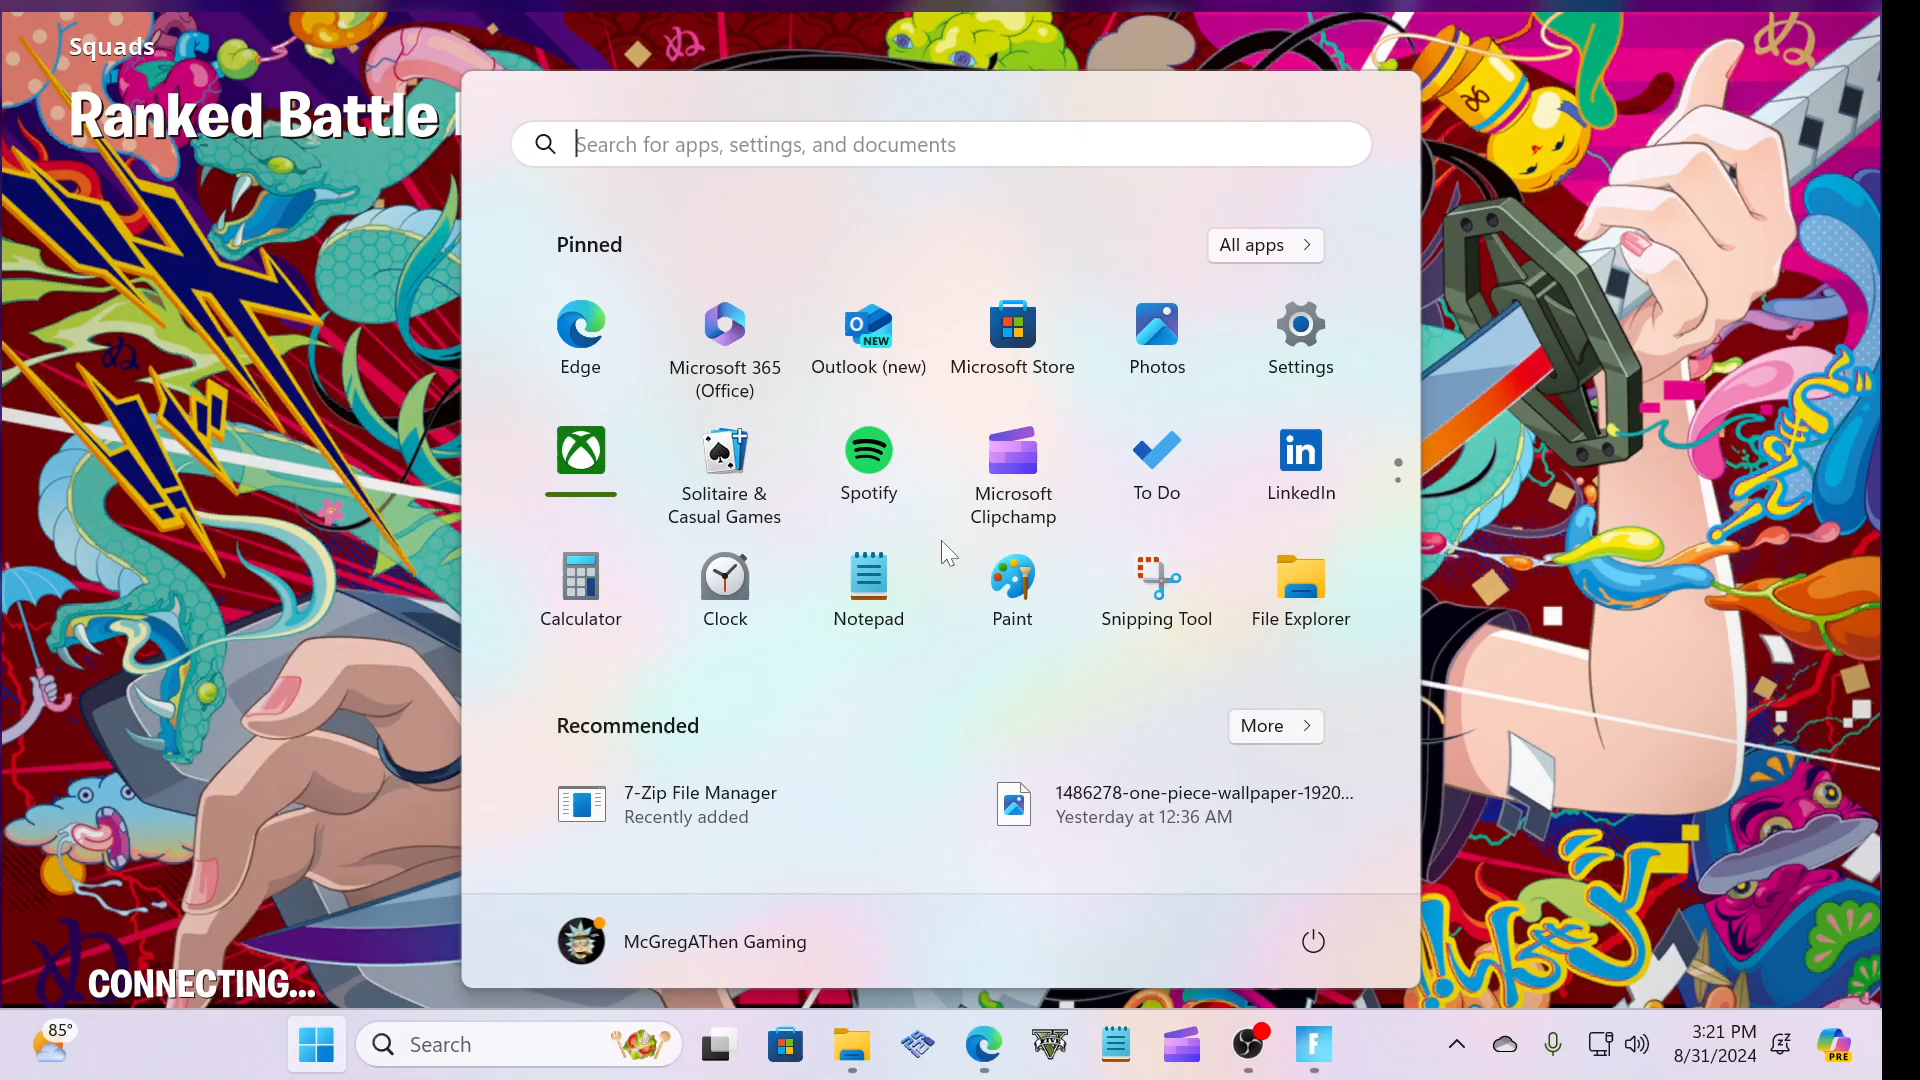 Squads
Ranked Battle
Search for apps, settings, and documents
Pinned
All apps
Edge
Microsoft 365
(Office)
Outlook (new)
NEW
Microsoft Store
Photos
Settings
Solitaire &
Casual Games
Spotify
Microsoft
Clipchamp
To Do
in
LinkedIn
Calculator
Clock
Notepad
Paint
Snipping Tool
File Explorer
Recommended
More
7-Zip File Manager
Recently added
1486278-one-piece-wallpaper-1920...
Yesterday at 12:36 AM
McGregAThen Gaming
CONNECTING...
85°
Search
FIVE
F
3:21 PM
8/31/2024
PRE